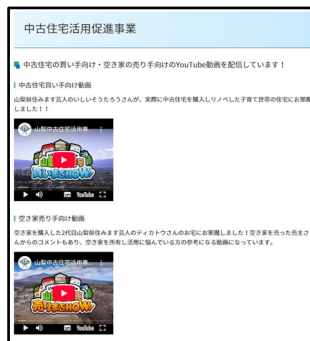 中古住宅活用促進事業
中古住宅の買い手向け・空き家の売り手向けのYouTube動画を配信しています！
中古住宅買い手向け動画
山梨県住みます芸人のいしいそうたろうさんが、実際に中古住宅を購入しリノベした子育て世帯の住宅にお邪魔
しました！！
山梨中古住宅活用事...
買いまSHOW!
YouTube
空き家売り手向け動画
空き家を購入した2代目山梨県住みます芸人のティカトウさんのお宅にお邪魔しました！空き家を売った売主さ
んからのコメントもあり、空き家を所有し活用に悩んでいる方の参考になる動画になっています。
山梨中古住宅活用事...
売りまSHOW!
YouTube